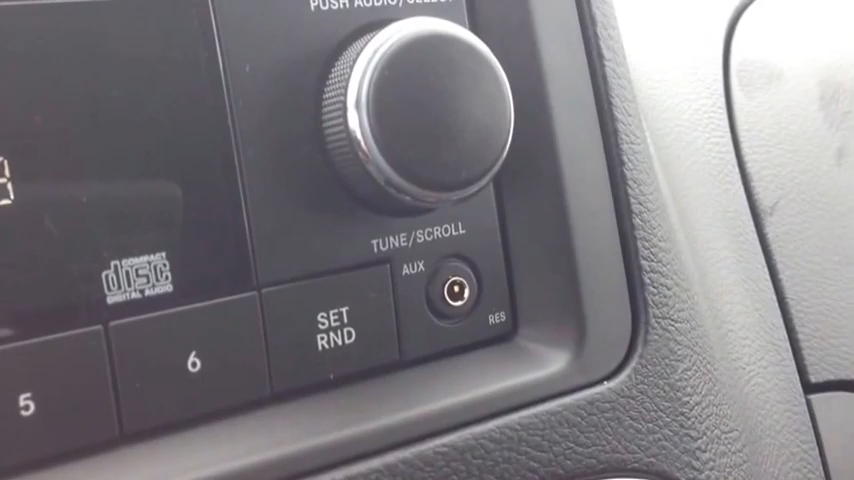 PUSH AUDIO/SELECT
TUNE/SCROLL
AUX
RES
COMPACT
disc
DIGITAL AUDIO
SET
RND
6
5